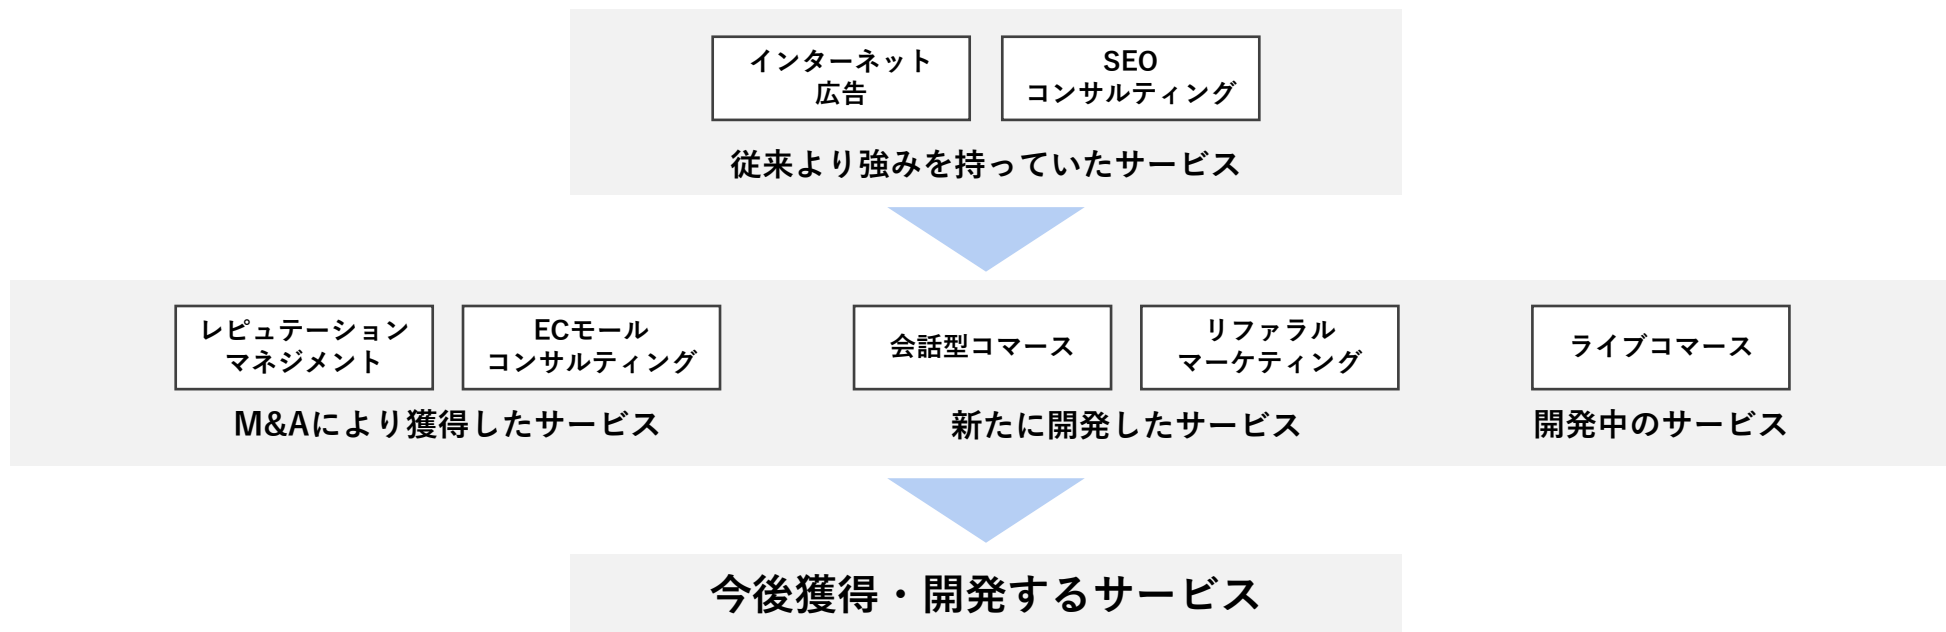 インターネット
広告
SEO
コンサルティング
従来より強みを持っていたサービス
レピュテーション
マネジメント
ECモール
コンサルティング
M&Aにより獲得したサービス
会話型コマース
リファラル
マーケティング
新たに開発したサービス
ライブコマース
開発中のサービス
今後獲得・開発するサービス